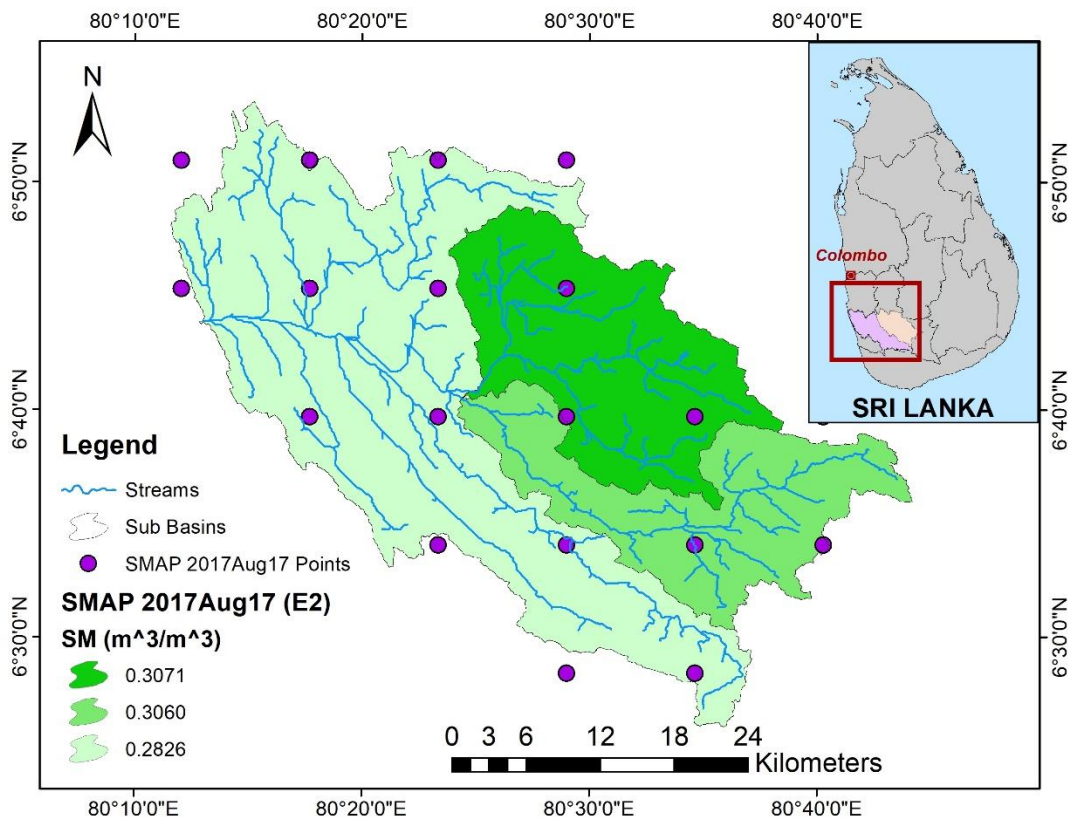 80°10'0"E 80°20'0"E 80°30'0"E 80°40'0"E
N
6°50'0"N
6°50'0"N
Colombo
SRI LANKA
6°40'0"N
6°40'0"N
Legend
Streams
Sub Basins
SMAP 2017Aug17 Points
SMAP 2017Aug17 (E2)
SM (m^3/m^3)
0.3071
0.3060
0.2826
6°30'0"N
6°30'0"N
0 3 6 12 18 24
Kilometers
80°10'0"E 80°20'0"E 80°30'0"E 80°40'0"E